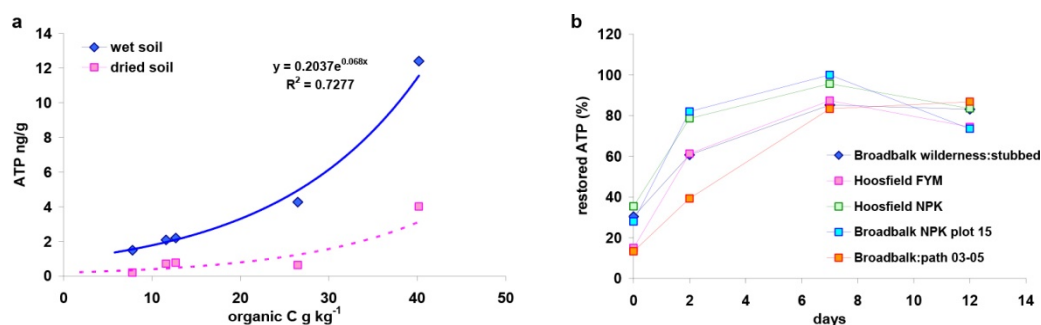 a
wet soil
dried soil
y = 0.2037e^0.068x
R² = 0.7277
ATP ng/g
14
12
10
8
6
4
2
0
0 10 20 30 40 50
organic C g kg⁻¹
b
restored ATP (%)
120
100
80
60
40
20
0
Broadbalk wilderness:stubbed
Hoosfield FYM
Hoosfield NPK
Broadbalk NPK plot 15
Broadbalk:path 03-05
0 2 4 6 8 10 12 14
days